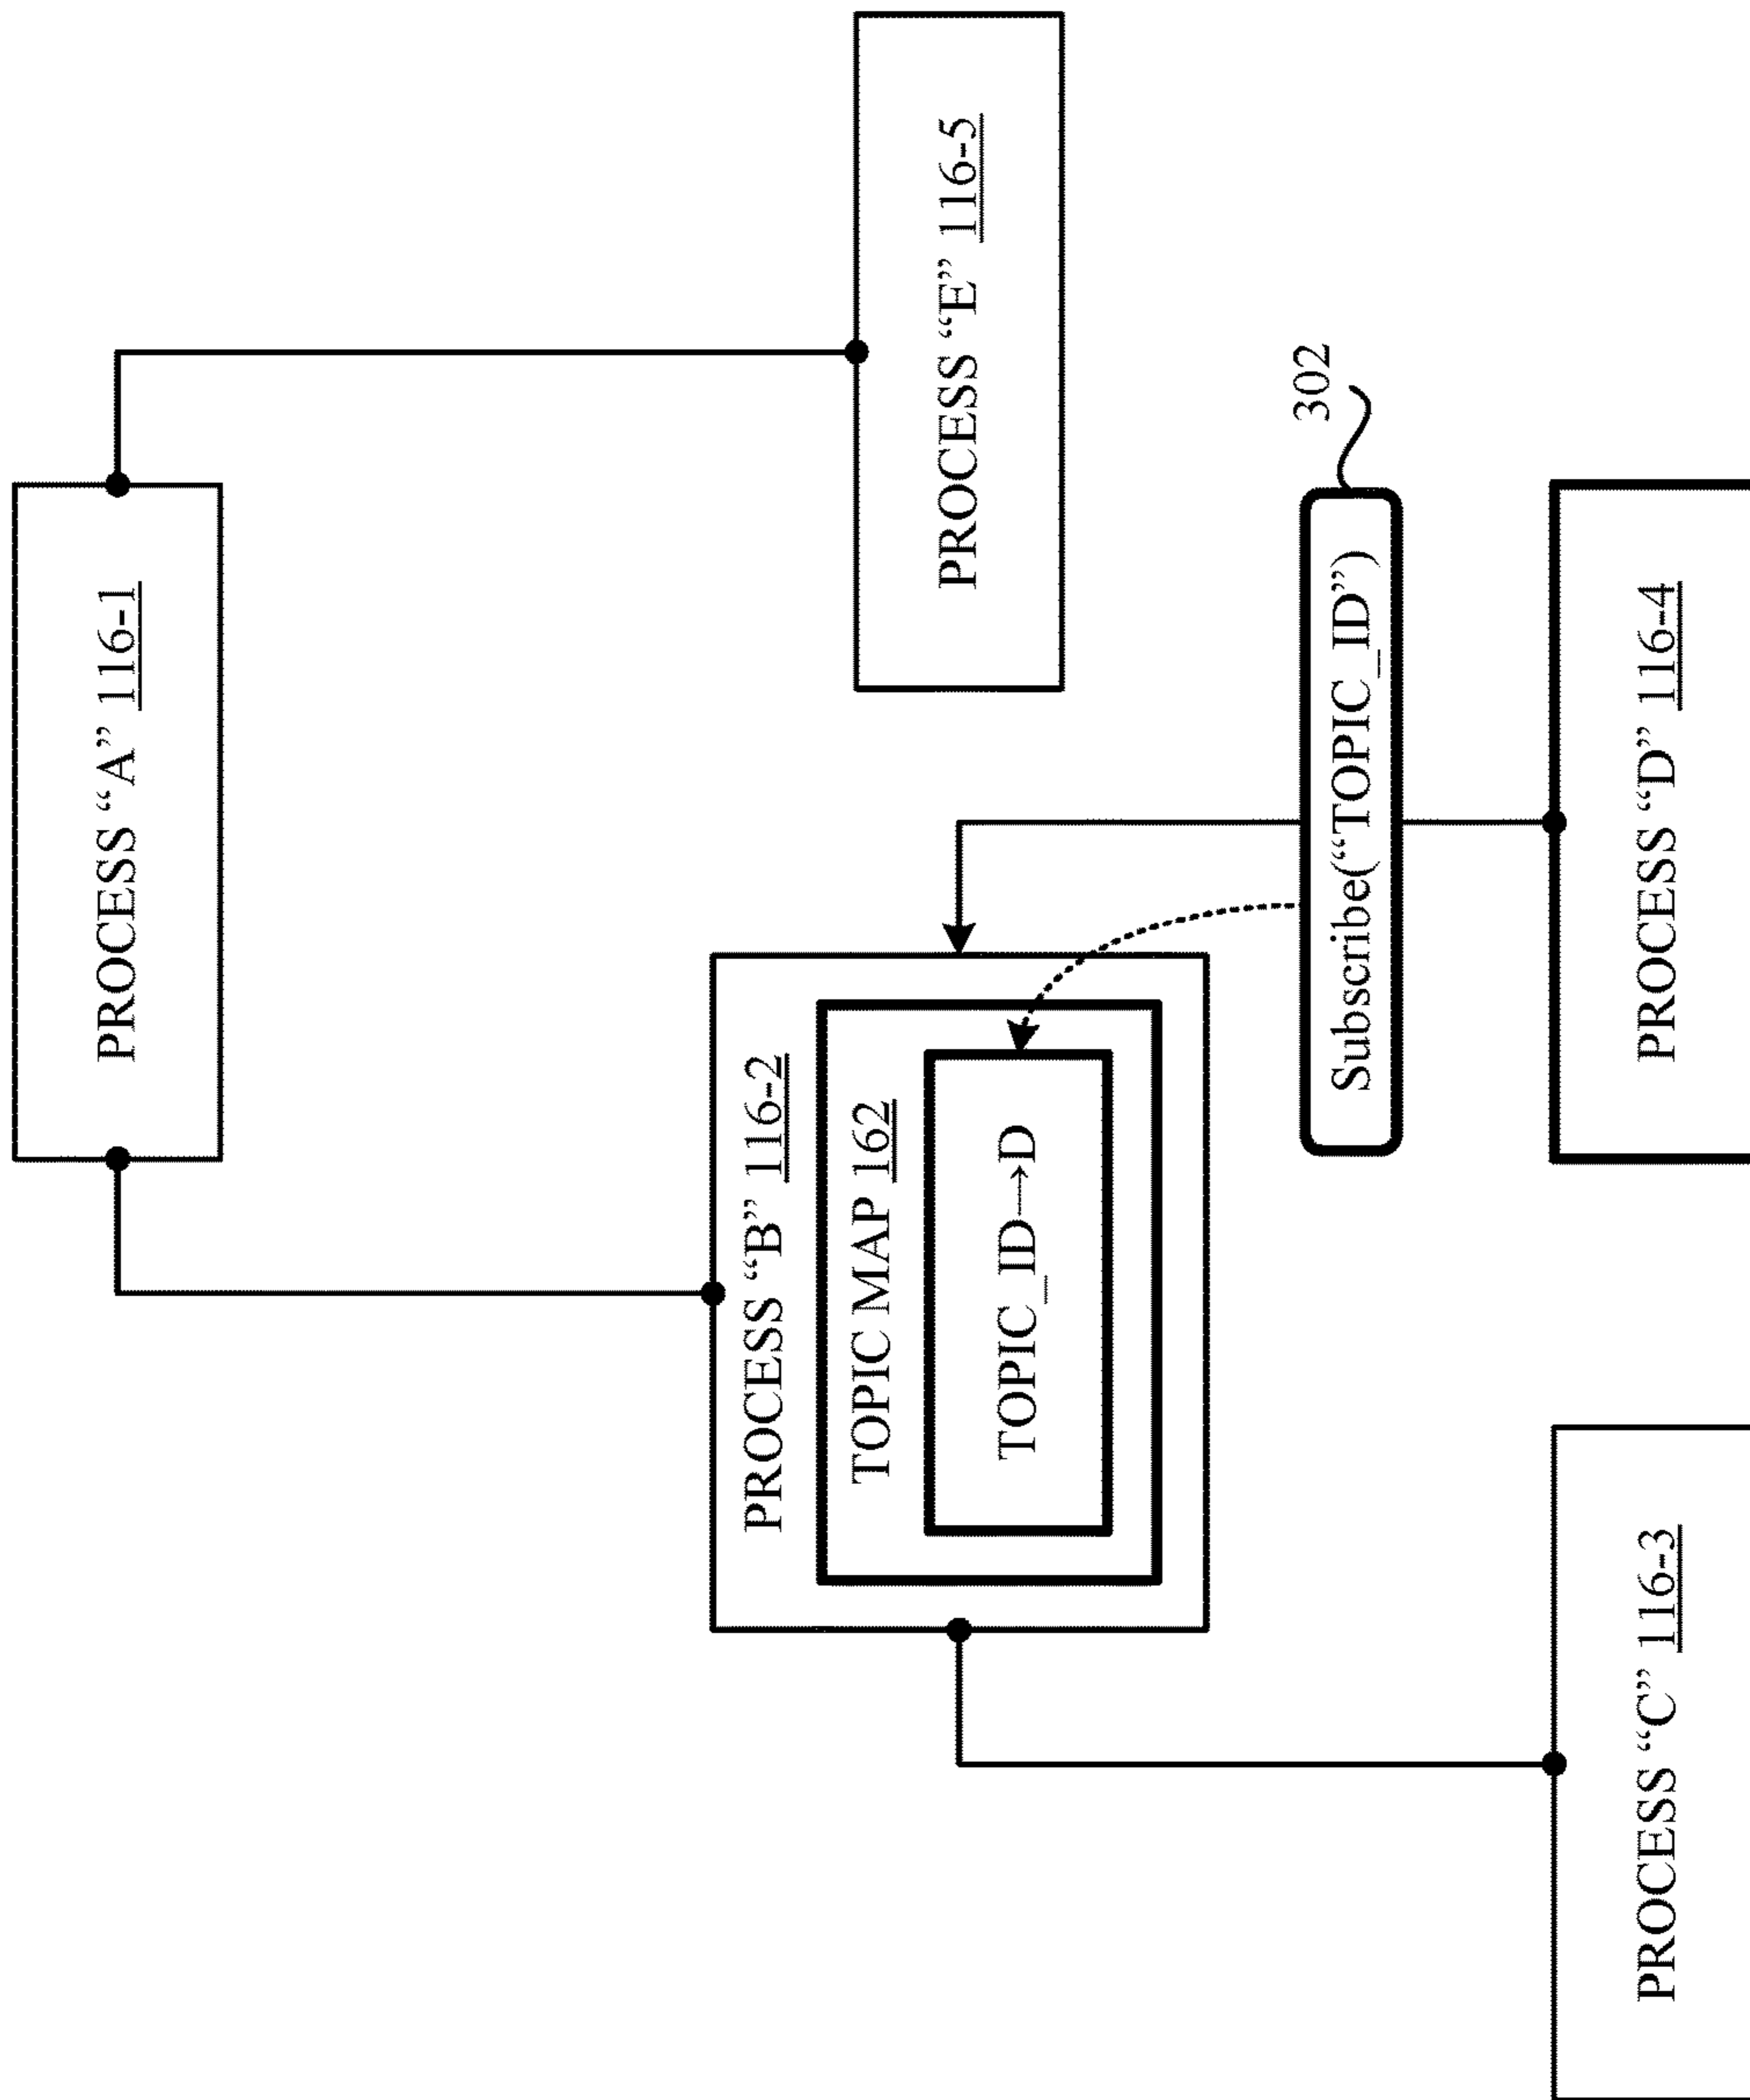 PROCESS “A” 116-1
PROCESS “B” 116-2
TOPIC MAP 162
TOPIC_ID→D
PROCESS “E” 116-5
302
Subscribe(“TOPIC_ID”)
PROCESS “C” 116-3
PROCESS “D” 116-4